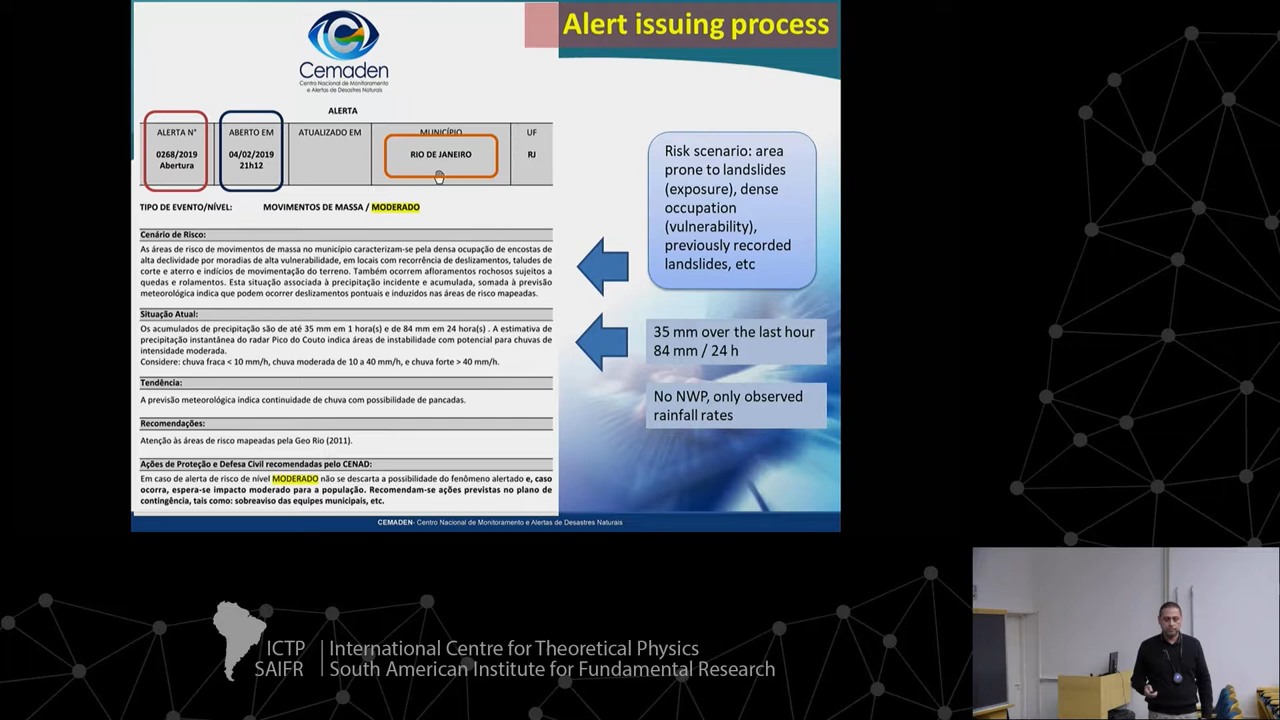 Alert issuing process
Cemaden
Centro Nacional de Monitoramento
e Alertas de Desastres Naturais
ALERTA
ALERTA N° ABERTO EM ATUALIZADO EM MUNICÍPIO UF
0268/2019 04/02/2019 RIO DE JANEIRO RJ
Abertura 21h12
TIPO DE EVENTO/NÍVEL: MOVIMENTOS DE MASSA / MODERADO
Cenário de Risco:
As áreas de risco de movimentos de massa no município caracterizam-se pela densa ocupação de encostas de
alta declividade por moradias de alta vulnerabilidade, em locais com recorrência de deslizamentos, taludes de
corte e aterro e indícios de movimentação do terreno. Também ocorrem afloramentos rochosos sujeitos a
quedas e rolamentos. Esta situação associada à precipitação incidente e acumulada, somada à previsão
meteorológica indica que podem ocorrer deslizamentos pontuais e induzidos nas áreas de risco mapeadas.
Situação Atual:
Os acumulados de precipitação são de até 35 mm em 1 hora(s) e de 84 mm em 24 hora(s) . A estimativa de
precipitação instantânea do radar Pico do Couto indica áreas de instabilidade com potencial para chuvas de
intensidade moderada.
Considere: chuva fraca < 10 mm/h, chuva moderada de 10 a 40 mm/h, e chuva forte > 40 mm/h.
Tendência:
A previsão meteorológica indica continuidade de chuva com possibilidade de pancadas.
Recomendações:
Atenção às áreas de risco mapeadas pela Geo Rio (2011).
Ações de Proteção e Defesa Civil recomendadas pelo CENAD:
Em caso de alerta de risco de nível MODERADO não se descarta a possibilidade do fenômeno alertado e, caso
ocorra, espera-se impacto moderado para a população. Recomendam-se ações previstas no plano de
contingência, tais como: sobreaviso das equipes municipais, etc.
Risk scenario: area
prone to landslides
(exposure), dense
occupation
(vulnerability),
previously recorded
landslides, etc
35 mm over the last hour
84 mm / 24 h
No NWP, only observed
rainfall rates
CEMADEN- Centro Nacional de Monitoramento e Alertas de Desastres Naturais
ICTP International Centre for Theoretical Physics
SAIFR South American Institute for Fundamental Research